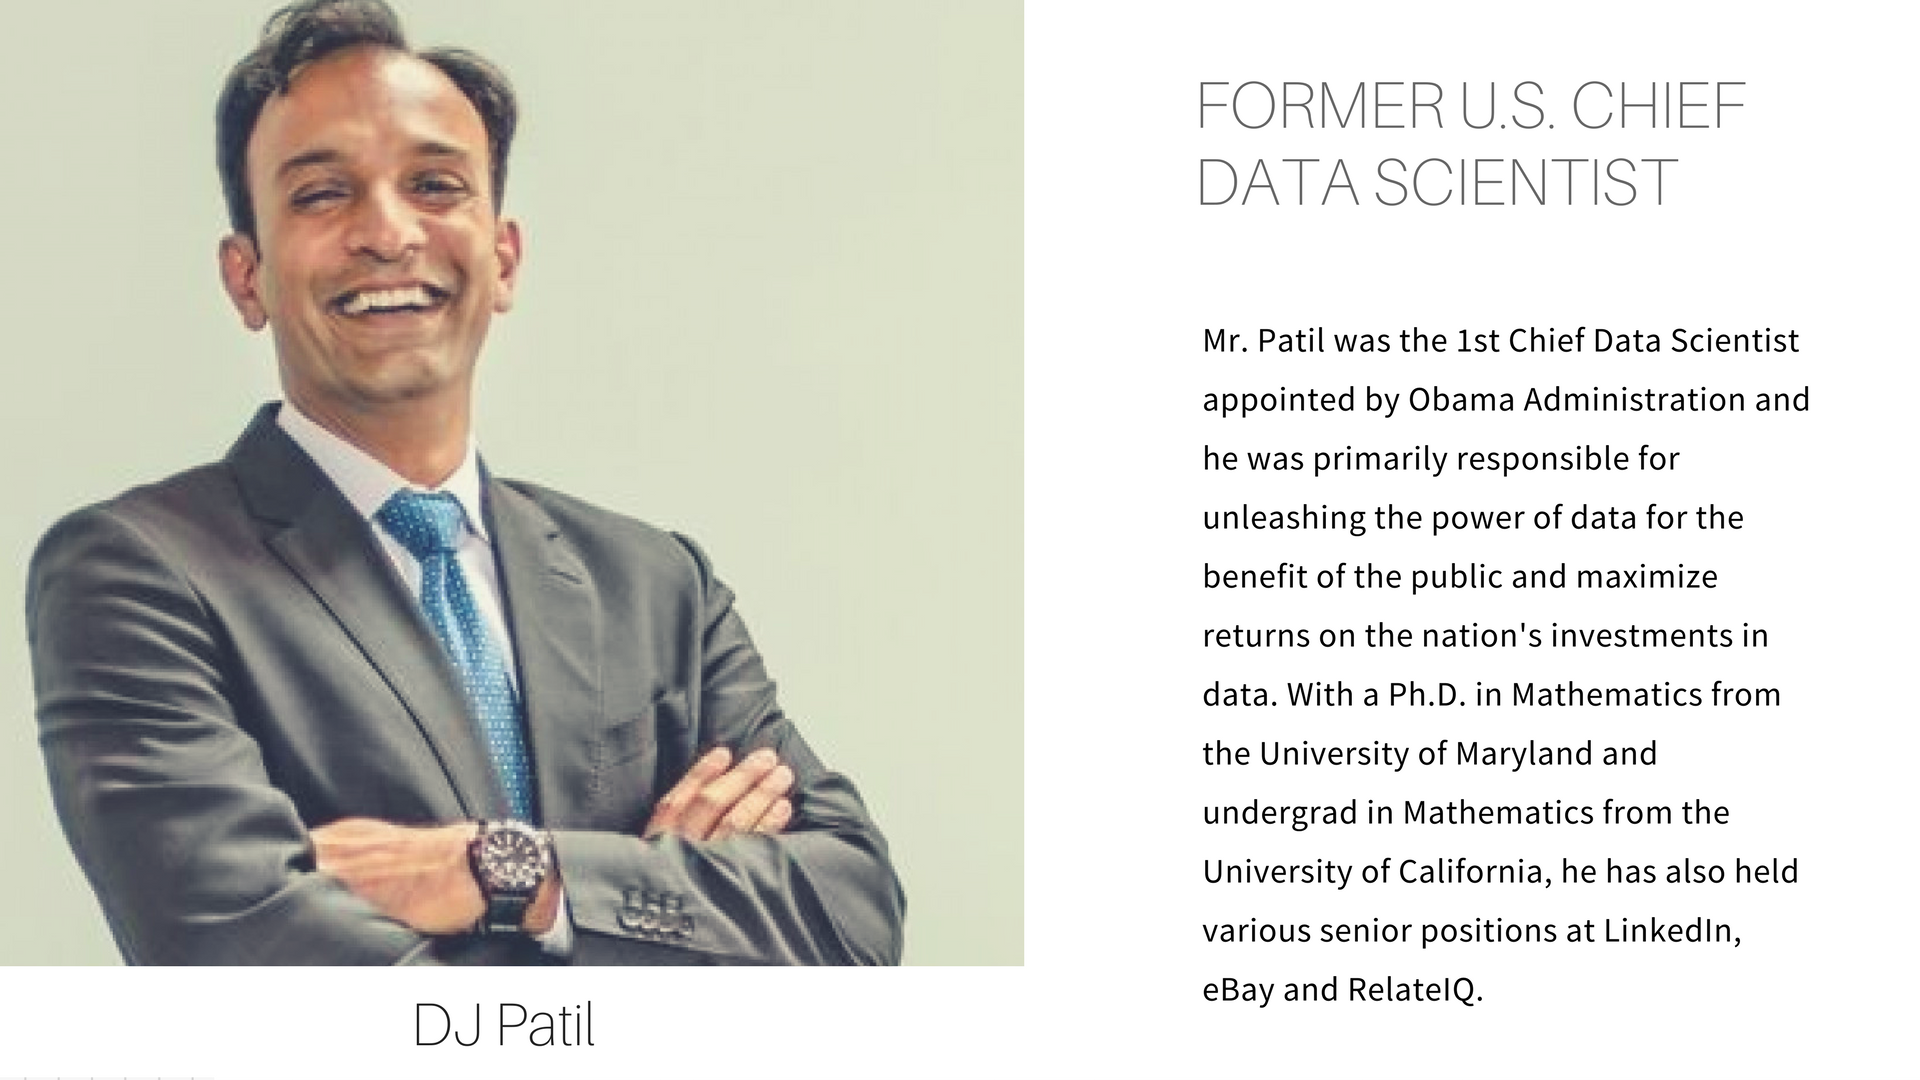 FORMER U.S. CHIEF
DATA SCIENTIST
Mr. Patil was the 1st Chief Data Scientist
appointed by Obama Administration and
he was primarily responsible for
unleashing the power of data for the
benefit of the public and maximize
returns on the nation's investments in
data. With a Ph.D. in Mathematics from
the University of Maryland and
undergrad in Mathematics from the
University of California, he has also held
various senior positions at LinkedIn,
eBay and RelateIQ.
DJ Patil